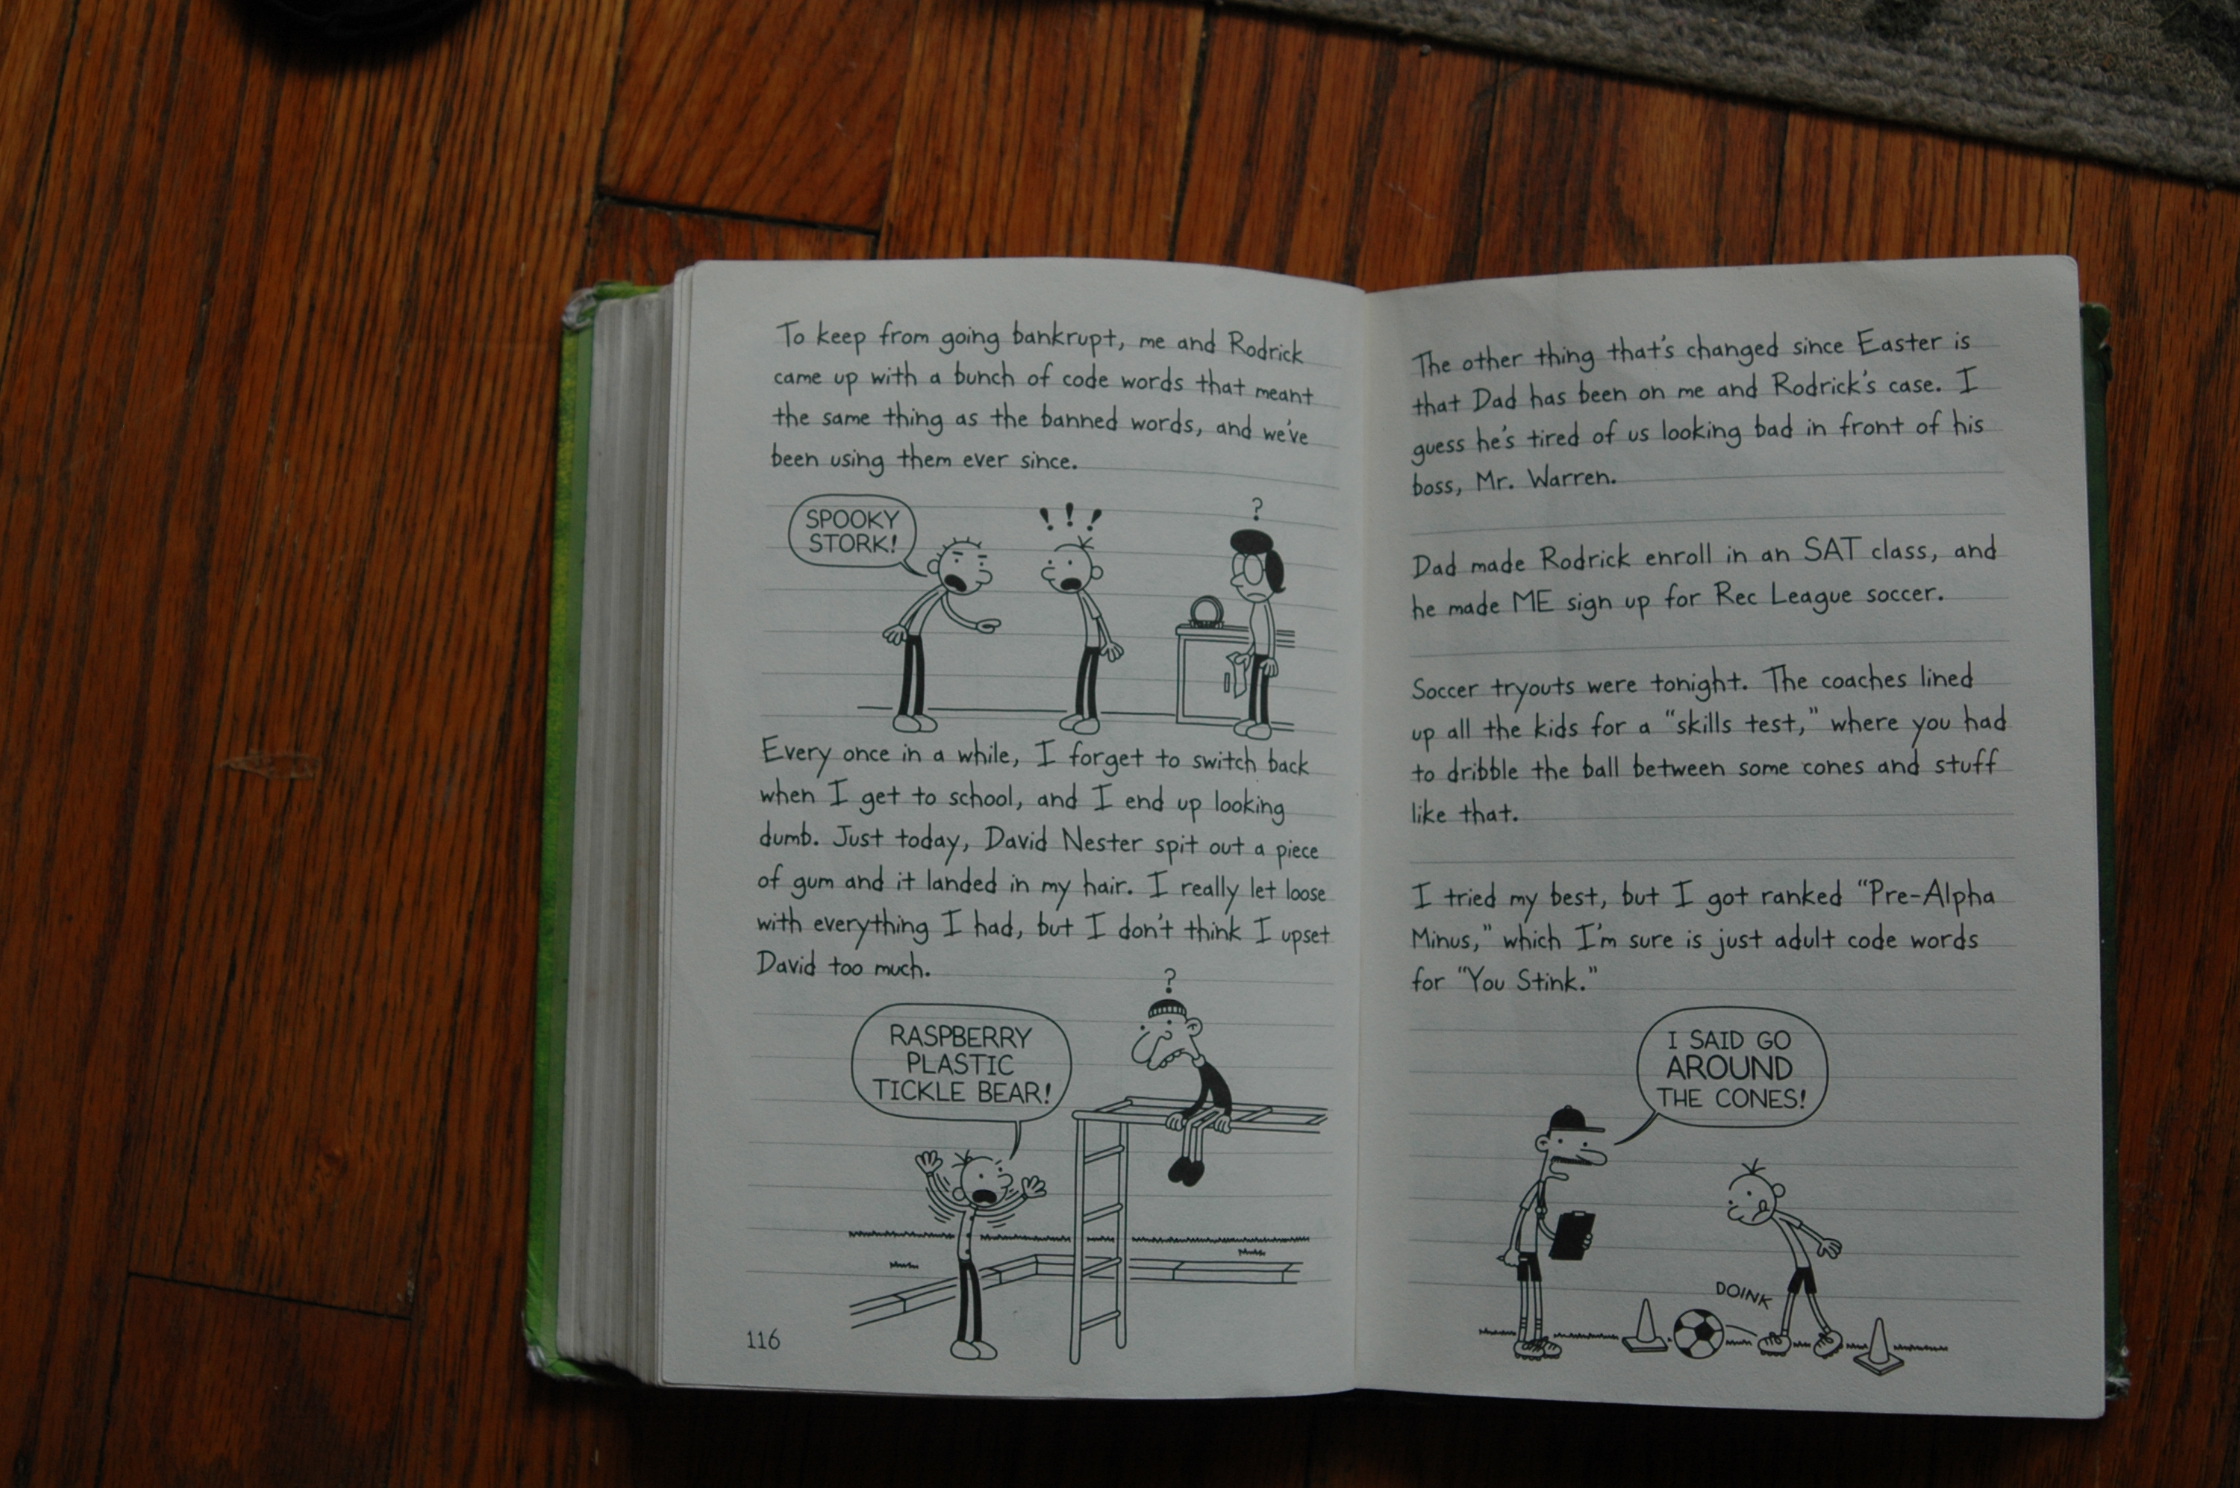 To keep from going bankrupt, me and Rodrick
came up with a bunch of code words that meant
the same thing as the banned words, and we've
been using them ever since.
SPOOKY
STORK!
!!!
?
Every once in a while, I forget to switch back
when I get to school, and I end up looking
dumb. Just today, David Nester spit out a piece
of gum and it landed in my hair. I really let loose
with everything I had, but I don't think I upset
David too much.
?
RASPBERRY
PLASTIC
TICKLE BEAR!
116
The other thing that's changed since Easter is
that Dad has been on me and Rodrick's case. I
guess he's tired of us looking bad in front of his
boss, Mr. Warren.
Dad made Rodrick enroll in an SAT class, and
he made ME sign up for Rec League soccer.
Soccer tryouts were tonight. The coaches lined
up all the kids for a "skills test," where you had
to dribble the ball between some cones and stuff
like that.
I tried my best, but I got ranked "Pre-Alpha
Minus," which I'm sure is just adult code words
for "You Stink."
I SAID GO
AROUND
THE CONES!
DOINK